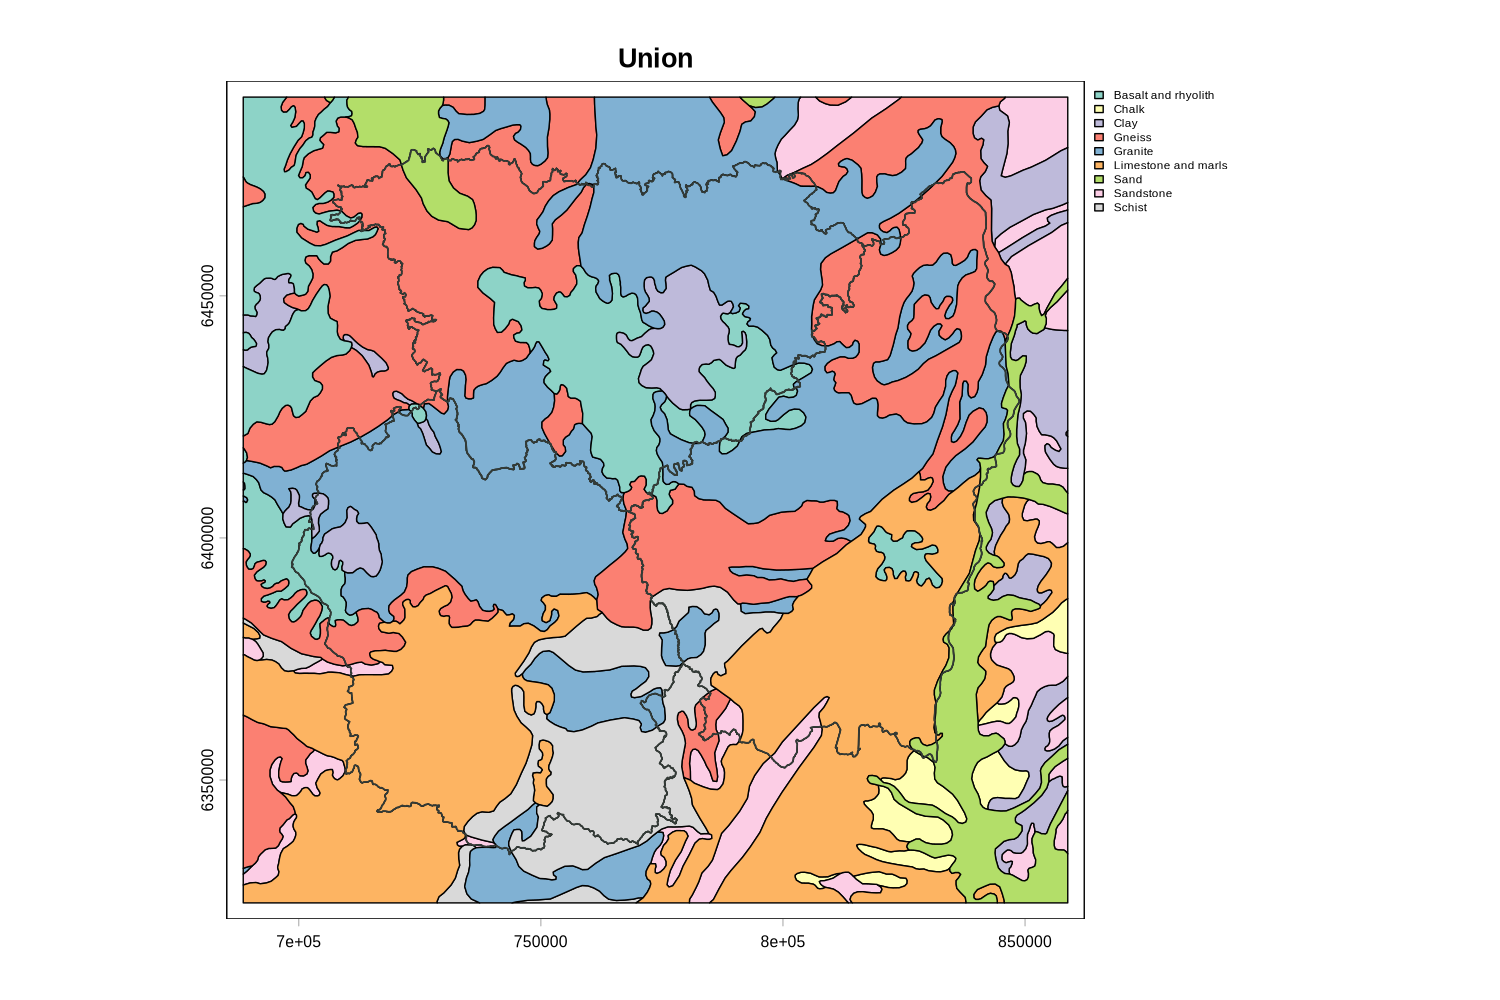 Union
Basalt and rhyolith
Chalk
Clay
Gneiss
Granite
Limestone and marls
Sand
Sandstone
Schist
6450000
6400000
6350000
7e+05
750000
8e+05
850000